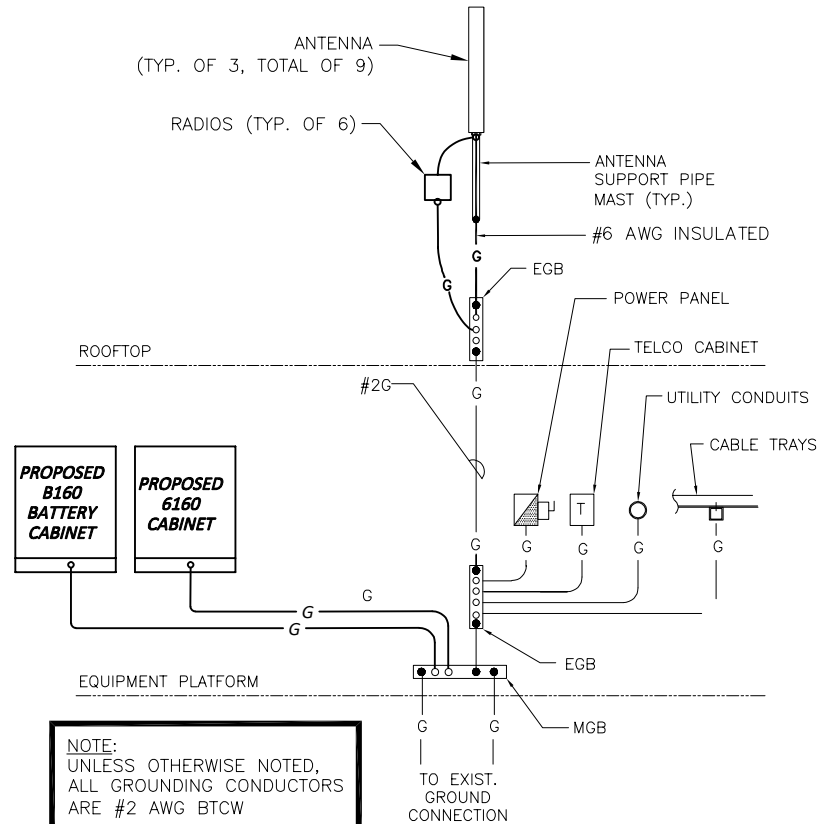 ANTENNA
(TYP. OF 3, TOTAL OF 9)
RADIOS (TYP. OF 6)
ANTENNA
SUPPORT PIPE
MAST (TYP.)
#6 AWG INSULATED
G
G
EGB
POWER PANEL
ROOFTOP
TELCO CABINET
#2G
G
UTILITY CONDUITS
CABLE TRAYS
PROPOSED
B160
BATTERY
CABINET
PROPOSED
6160
CABINET
T
G
G
G
G
G
G
G
G
EGB
EQUIPMENT PLATFORM
MGB
G
G
TO EXIST.
GROUND
CONNECTION
NOTE:
UNLESS OTHERWISE NOTED,
ALL GROUNDING CONDUCTORS
ARE #2 AWG BTCW